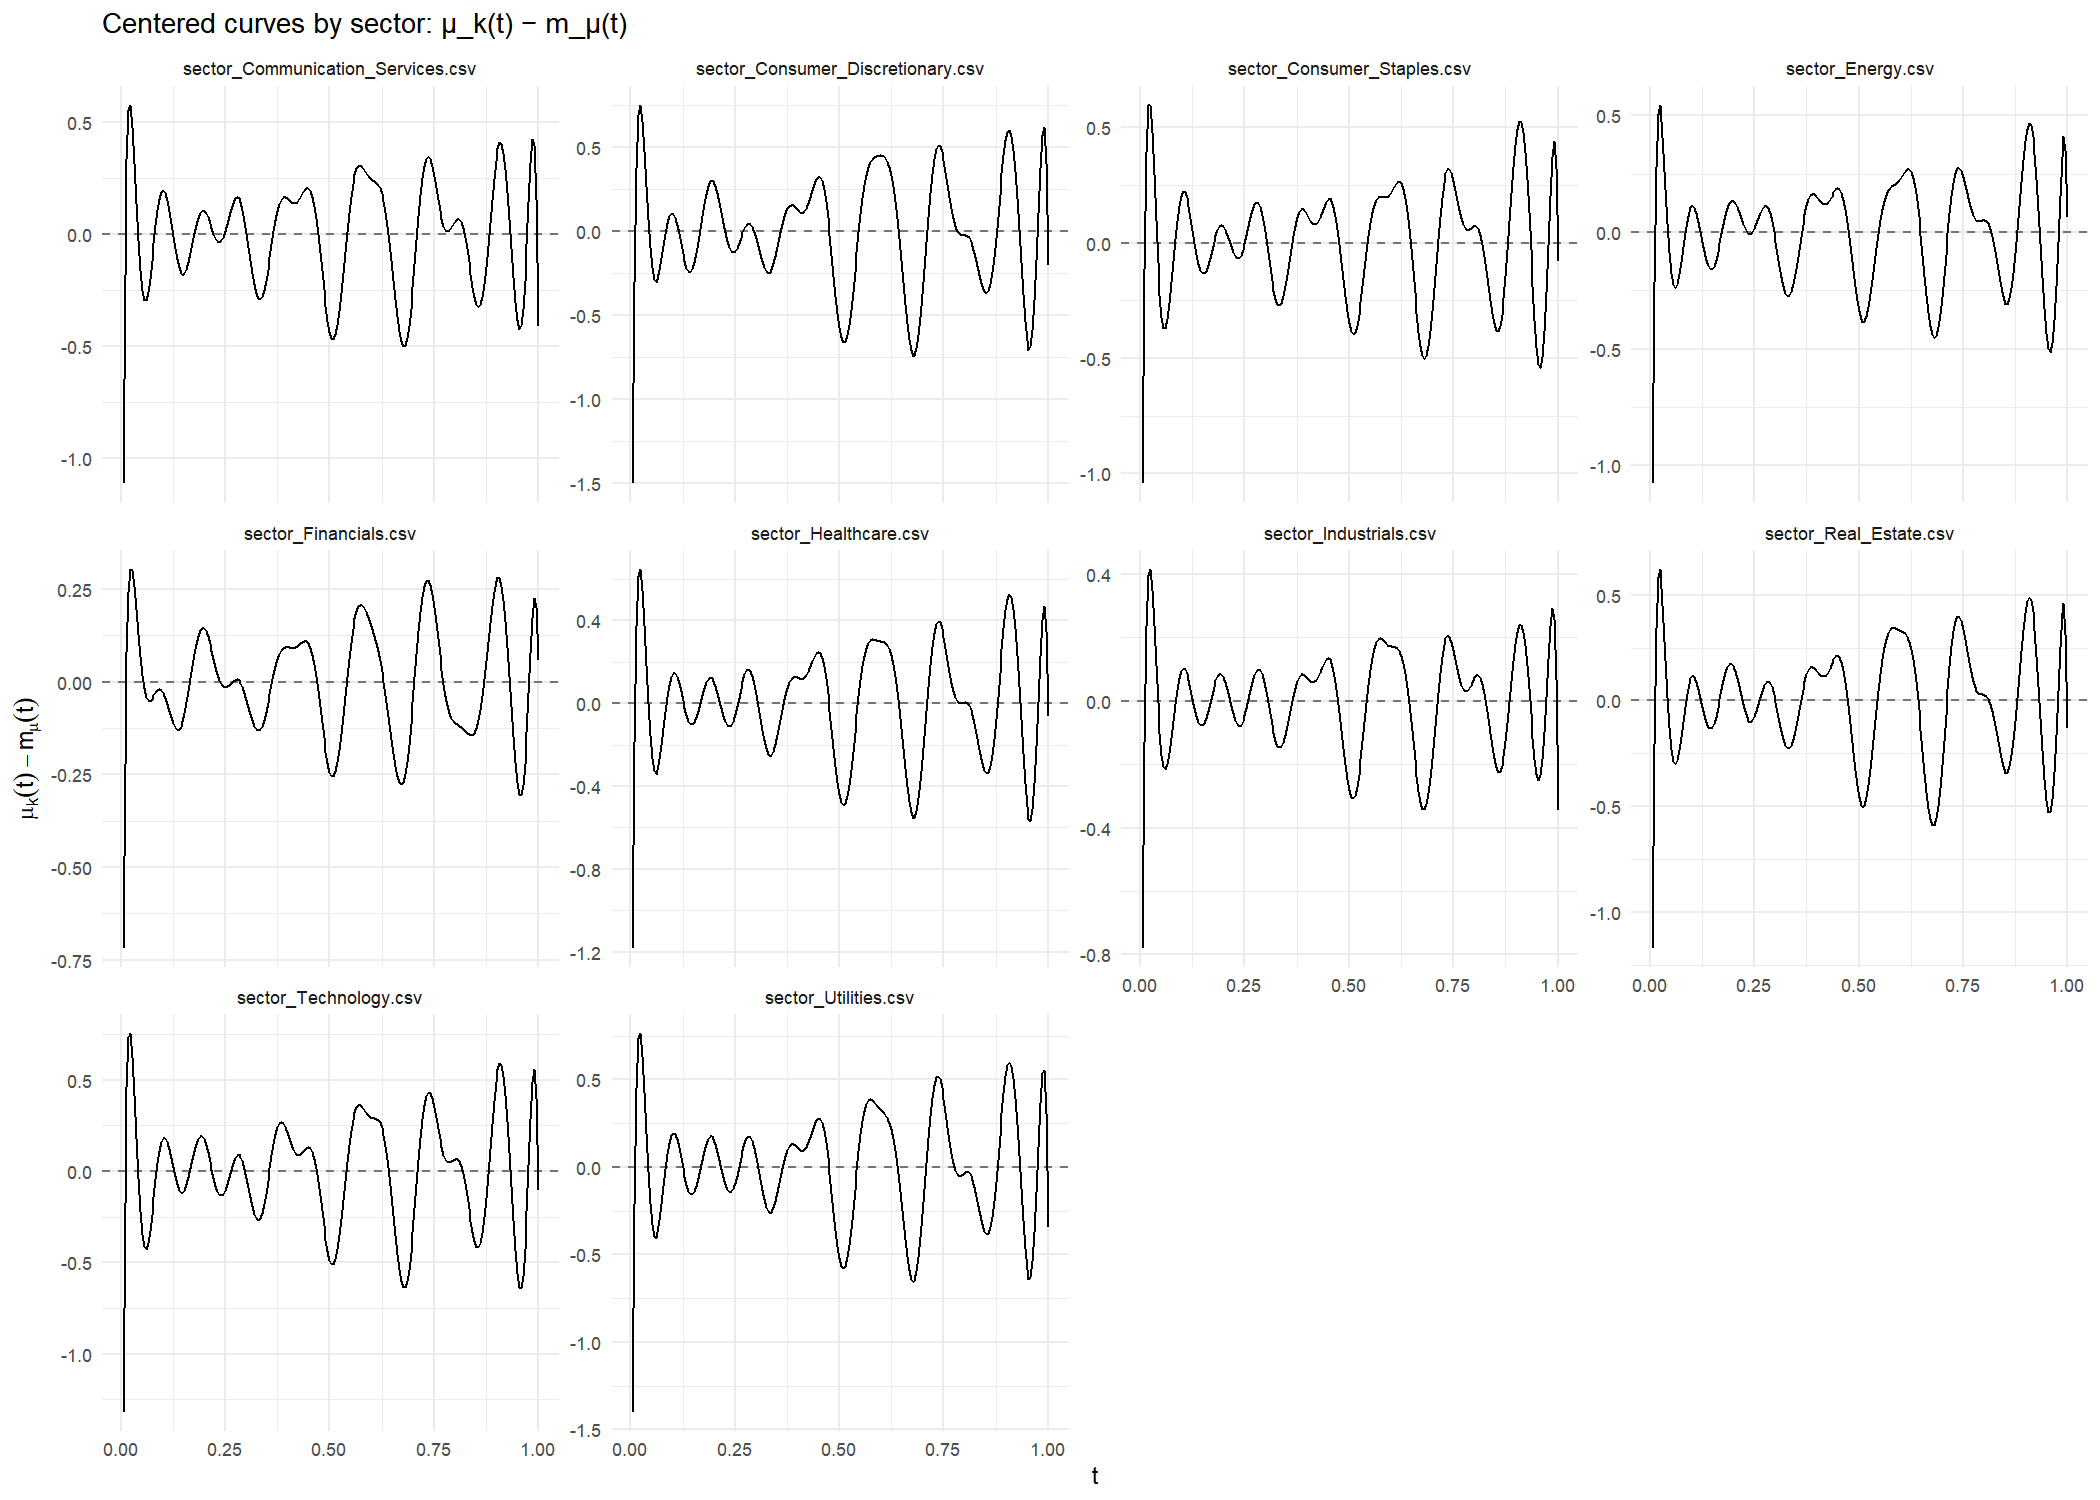 Centered curves by sector: μ_k(t) − m_μ(t)
sector_Communication_Services.csv
sector_Consumer_Discretionary.csv
sector_Consumer_Staples.csv
sector_Energy.csv
0.5
0.0
-0.5
-1.0
0.5
0.0
-0.5
-1.0
-1.5
0.5
0.0
-0.5
-1.0
0.5
0.0
-0.5
-1.0
sector_Financials.csv
sector_Healthcare.csv
sector_Industrials.csv
sector_Real_Estate.csv
0.25
0.00
-0.25
-0.50
-0.75
0.4
0.0
-0.4
-0.8
-1.2
0.4
0.0
-0.4
-0.8
0.00 0.25 0.50 0.75 1.00
0.5
0.0
-0.5
-1.0
0.00 0.25 0.50 0.75 1.00
sector_Technology.csv
sector_Utilities.csv
0.5
0.0
-0.5
-1.0
0.00 0.25 0.50 0.75 1.00
0.5
0.0
-0.5
-1.0
-1.5
0.00 0.25 0.50 0.75 1.00
μk(t) − mμ(t)
t